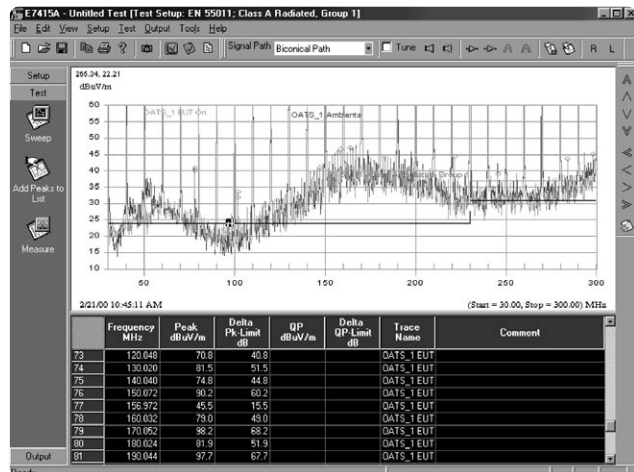 E7415A - Untitled Test [Test Setup: EN 55011; Class A Radiated, Group 1]
File Edit View Setup Test Output Tools Help
Signal Path Biconical Path Tune R L
Setup
Test
Sweep
Add Peaks to List
Measure
Output
266.04, 22.21
dBuV/m
OATS_1 EUT On
OATS_1 Ambients
60
55
50
45
40
35
30
25
20
15
10
50 100 150 200 250 300
2/21/00 10:45:11 AM (Start = 30.00, Stop = 300.00) MHz
Frequency MHz Peak dBuV/m Delta Pk-Limit dB QP dBuV/m Delta QP-Limit dB Trace Name Comment
73 120.048 70.8 40.8 OATS_1 EUT
74 130.020 81.5 51.5 OATS_1 EUT
75 140.040 74.8 44.8 OATS_1 EUT
76 150.072 90.2 60.2 OATS_1 EUT
77 156.972 45.5 15.5 OATS_1 EUT
78 160.032 79.0 49.0 OATS_1 EUT
79 170.052 98.2 68.2 OATS_1 EUT
80 180.024 81.9 51.9 OATS_1 EUT
81 190.044 97.7 67.7 OATS_1 EUT